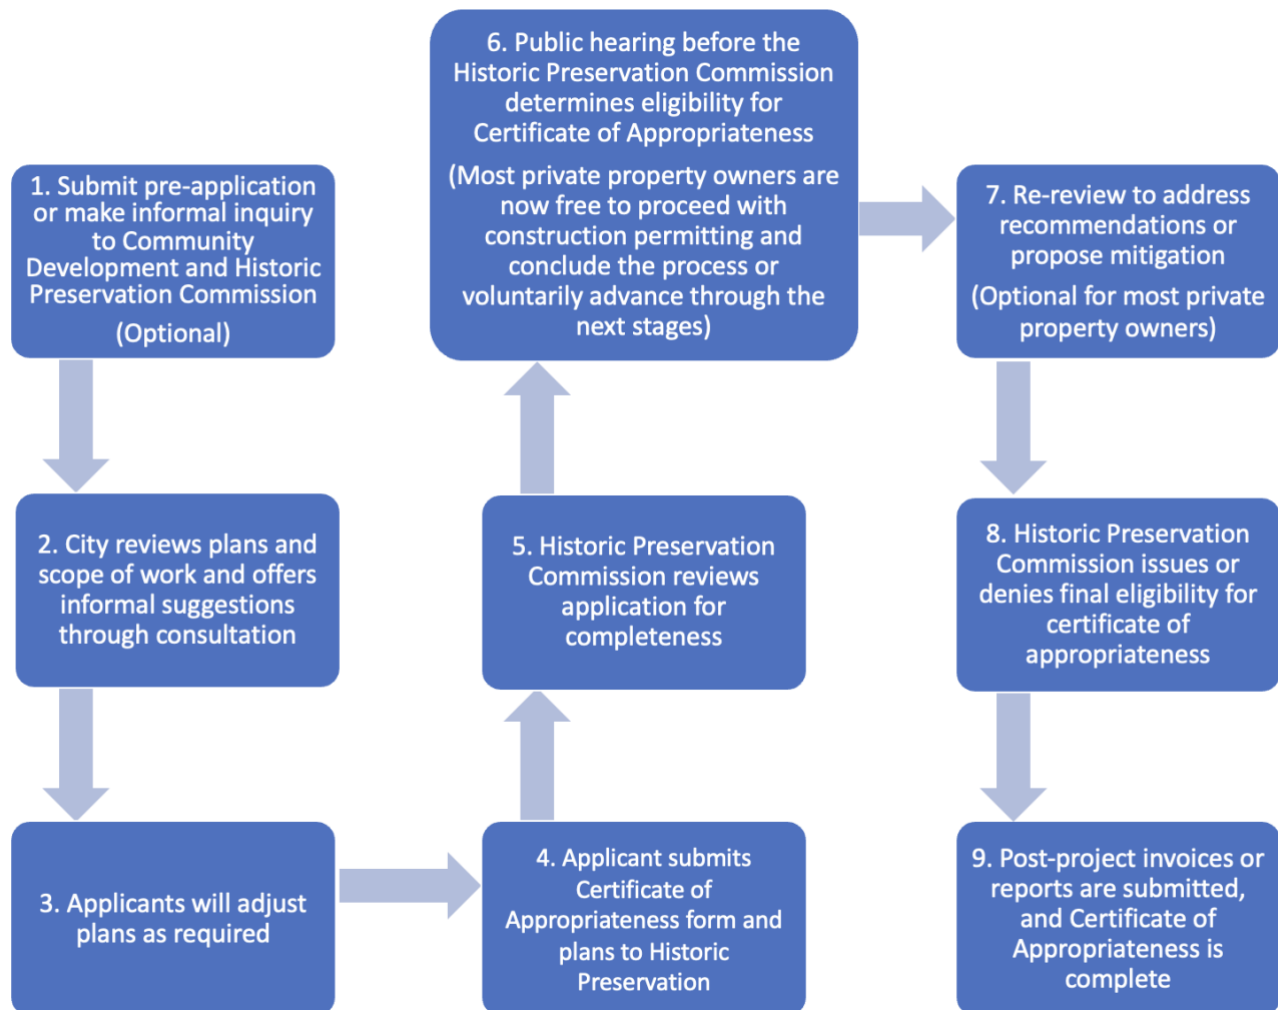 1. Submit pre-application
or make informal inquiry
to Community
Development and Historic
Preservation Commission
(Optional)
2. City reviews plans and
scope of work and offers
informal suggestions
through consultation
3. Applicants will adjust
plans as required
4. Applicant submits
Certificate of
Appropriateness form and
plans to Historic
Preservation
5. Historic Preservation
Commission reviews
application for
completeness
6. Public hearing before the
Historic Preservation Commission
determines eligibility for
Certificate of Appropriateness
(Most private property owners are
now free to proceed with
construction permitting and
conclude the process or
voluntarily advance through the
next stages)
7. Re-review to address
recommendations or
propose mitigation
(Optional for most private
property owners)
8. Historic Preservation
Commission issues or
denies final eligibility for
certificate of
appropriateness
9. Post-project invoices or
reports are submitted,
and Certificate of
Appropriateness is
complete